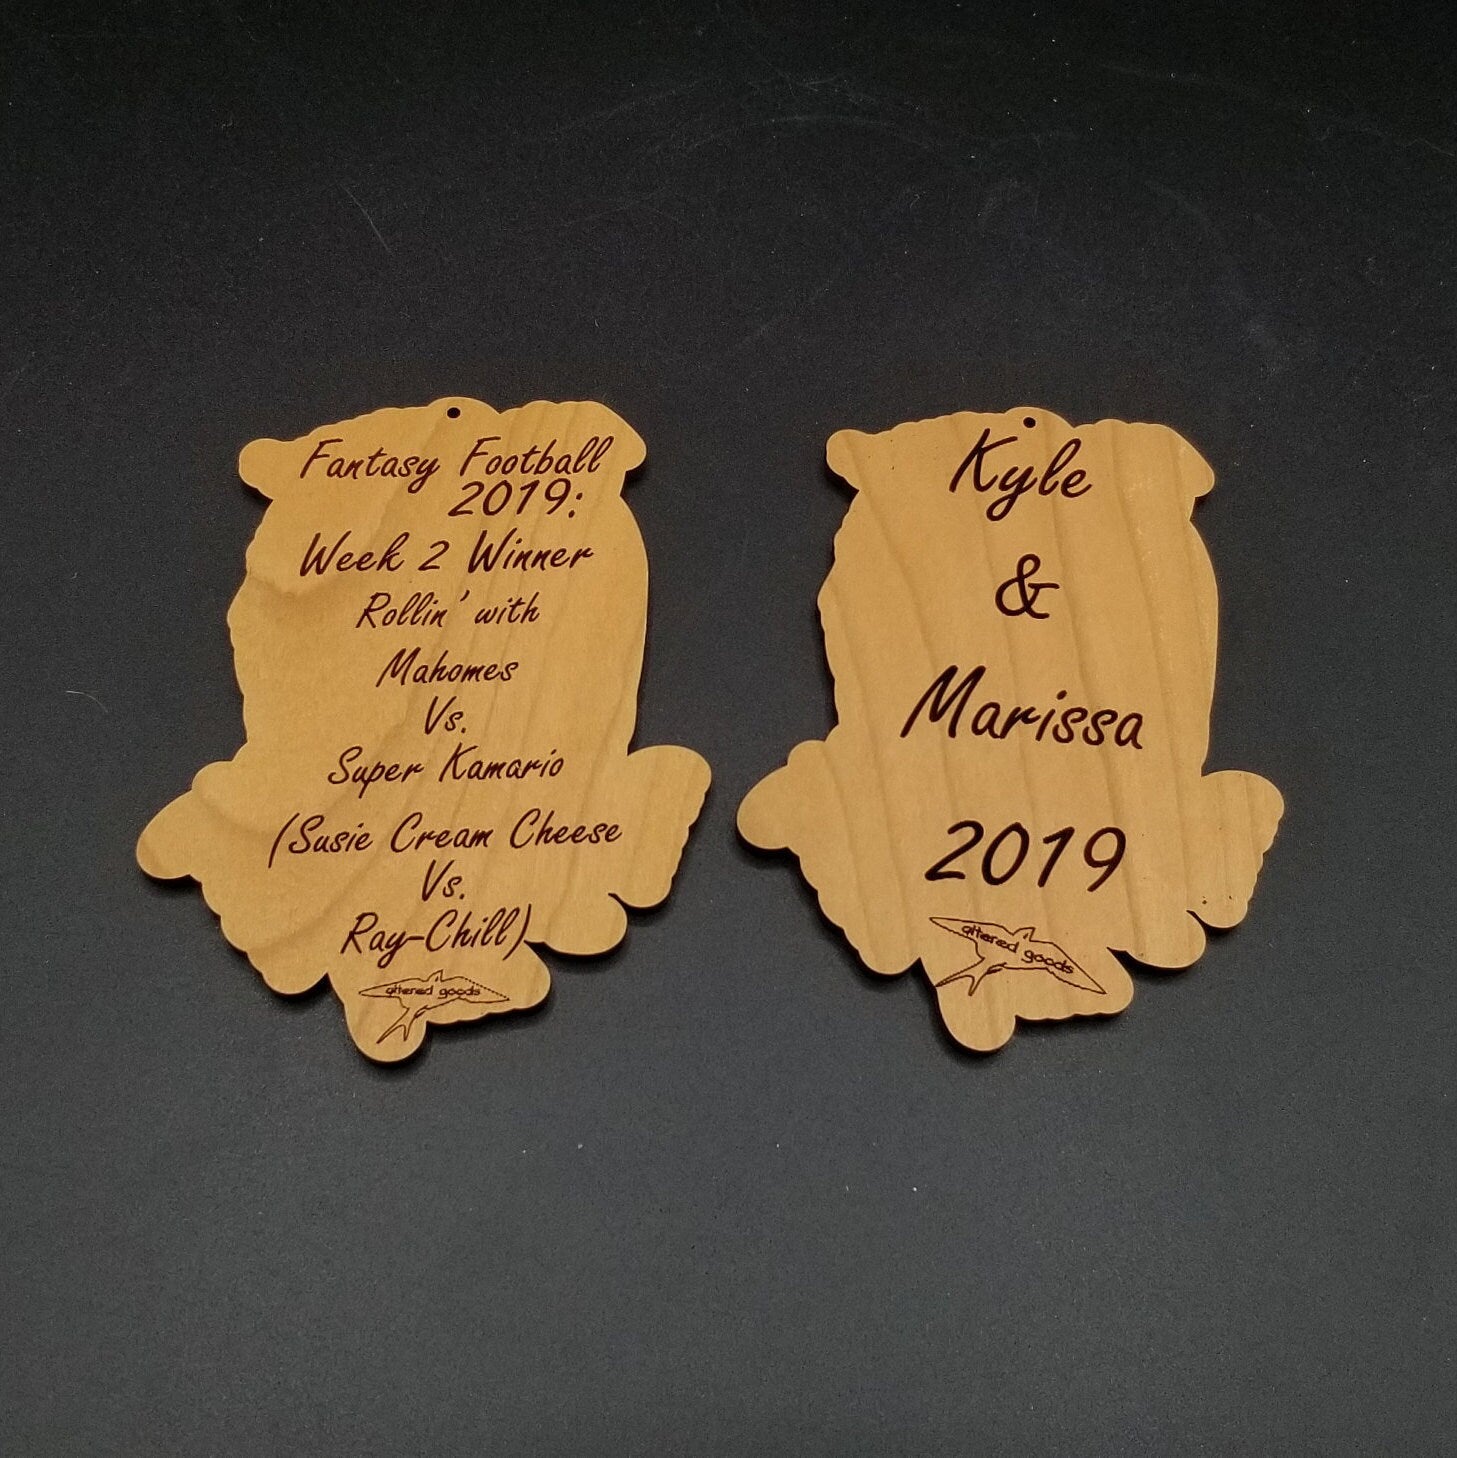 Fantasy Football
2019:
Week 2 Winner
Rollin' with
Mahomes
Vs.
Super Kamario
(Susie Cream Cheese
Vs.
Ray-Chill)
altered goods
Kyle
&
Marissa
2019
altered goods